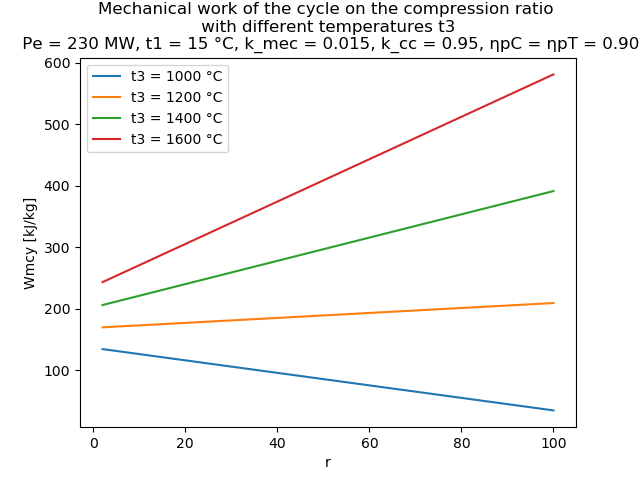 Mechanical work of the cycle on the compression ratio
with different temperatures t3
Pe = 230 MW, t1 = 15 °C, k_mec = 0.015, k_cc = 0.95, ηpC = ηpT = 0.90
t3 = 1000 °C
t3 = 1200 °C
t3 = 1400 °C
t3 = 1600 °C
Wmcy [kJ/kg]
600
500
400
300
200
100
0
20
40
60
80
100
r